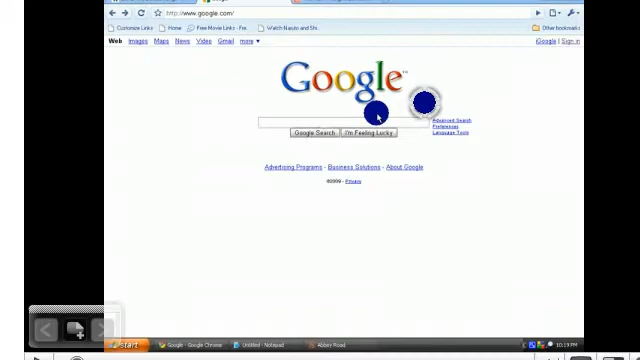 http://www.google.com/
Customize Links Home Free Movie Links - Fre... Watch Naruto and Shi... Other bookmarks
Web Images Maps News Video Gmail more iGoogle | Sign in
Google™
Advanced Search
Preferences
Language Tools
Google Search I'm Feeling Lucky
Advertising Programs - Business Solutions - About Google
©2009 - Privacy
start Google - Google Chrome Untitled - Notepad Abbey Road 10:19 PM